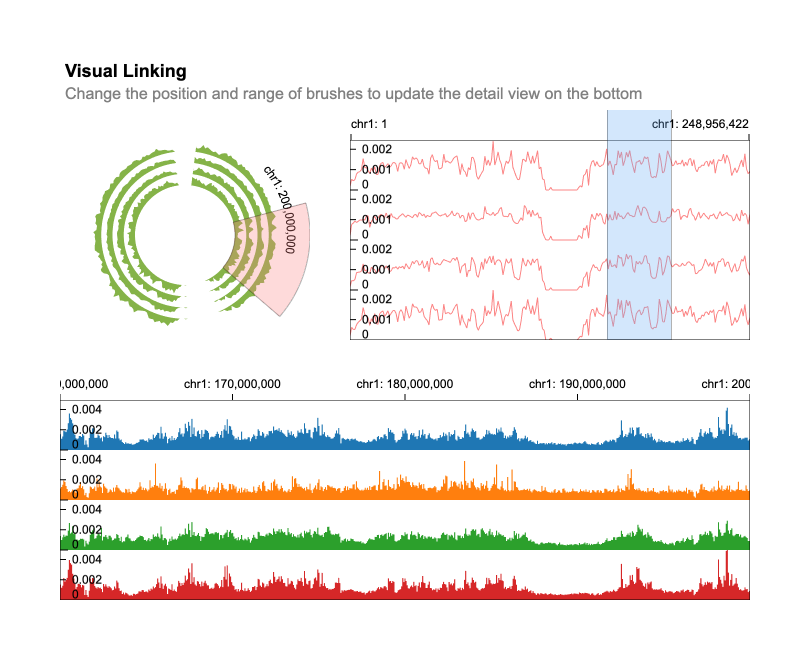 Visual Linking
Change the position and range of brushes to update the detail view on the bottom
chr1: 200,000,000
chr1: 1
chr1: 248,956,422
0.002
0.001
0
0.002
0.001
0
0.002
0.001
0
0.002
0.001
0
0,000,000
chr1: 170,000,000
chr1: 180,000,000
chr1: 190,000,000
chr1: 200
0.004
0.002
0
0.004
0.002
0
0.004
0.002
0
0.004
0.002
0